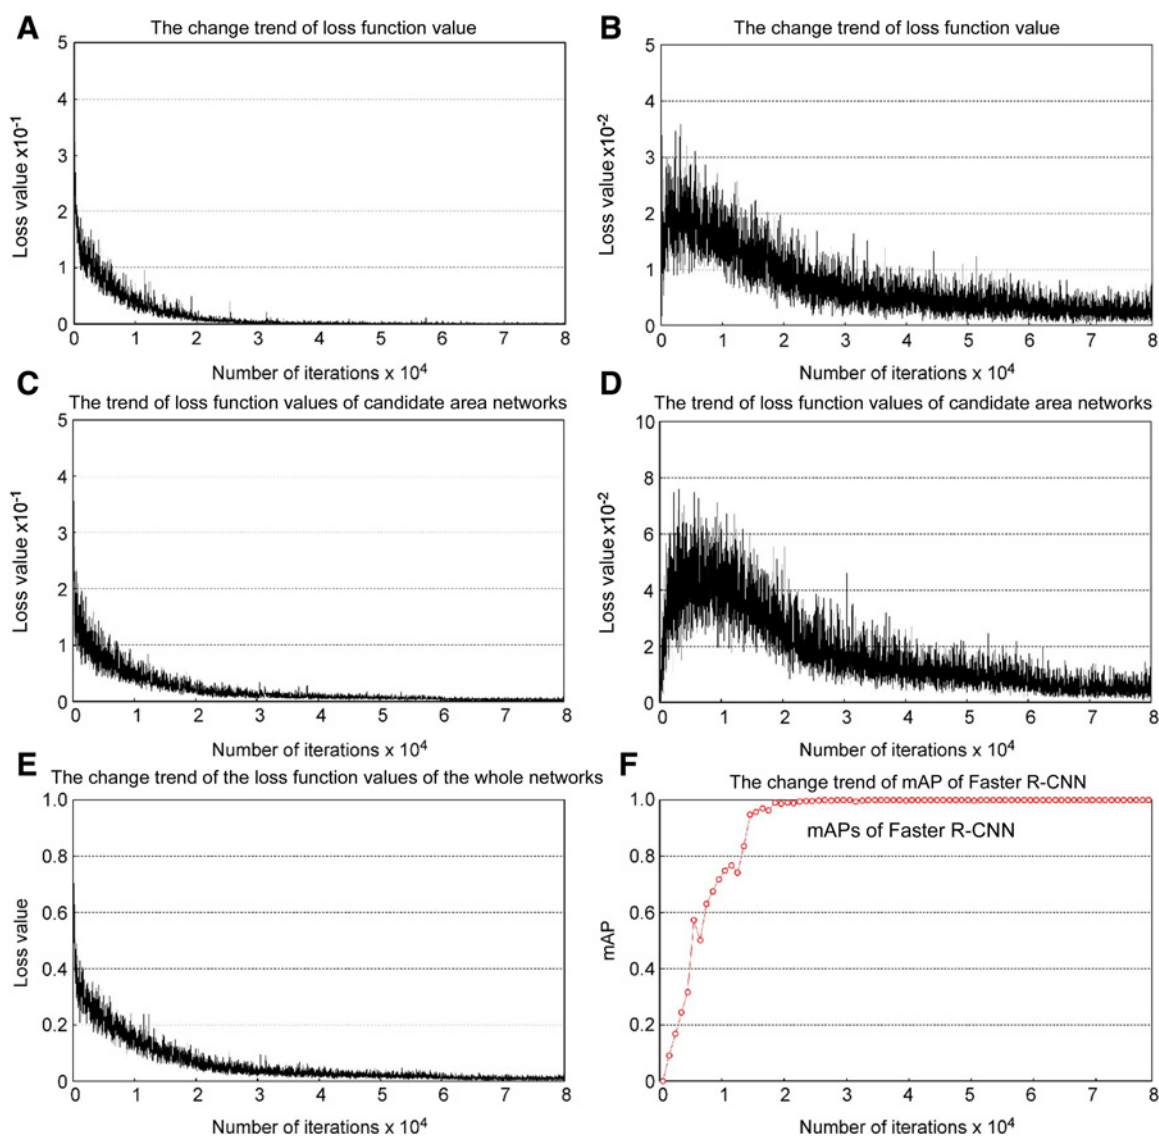 A
The change trend of loss function value
5
4
3
2
1
0
Loss value x10-1
0 1 2 3 4 5 6 7 8
Number of iterations x 10⁴
B
The change trend of loss function value
5
4
3
2
1
0
Loss value x10-2
0 1 2 3 4 5 6 7 8
Number of iterations x 10⁴
C
The trend of loss function values of candidate area networks
5
4
3
2
1
0
Loss value x10-1
0 1 2 3 4 5 6 7 8
Number of iterations x 10⁴
D
The trend of loss function values of candidate area networks
10
8
6
4
2
0
Loss value x10-2
0 1 2 3 4 5 6 7 8
Number of iterations x 10⁴
E
The change trend of the loss function values of the whole networks
1.0
0.8
0.6
0.4
0.2
0
Loss value
0 1 2 3 4 5 6 7 8
Number of iterations x 10⁴
F
The change trend of mAP of Faster R-CNN
mAPs of Faster R-CNN
1.0
0.8
0.6
0.4
0.2
0
mAP
0 1 2 3 4 5 6 7 8
Number of iterations x 10⁴